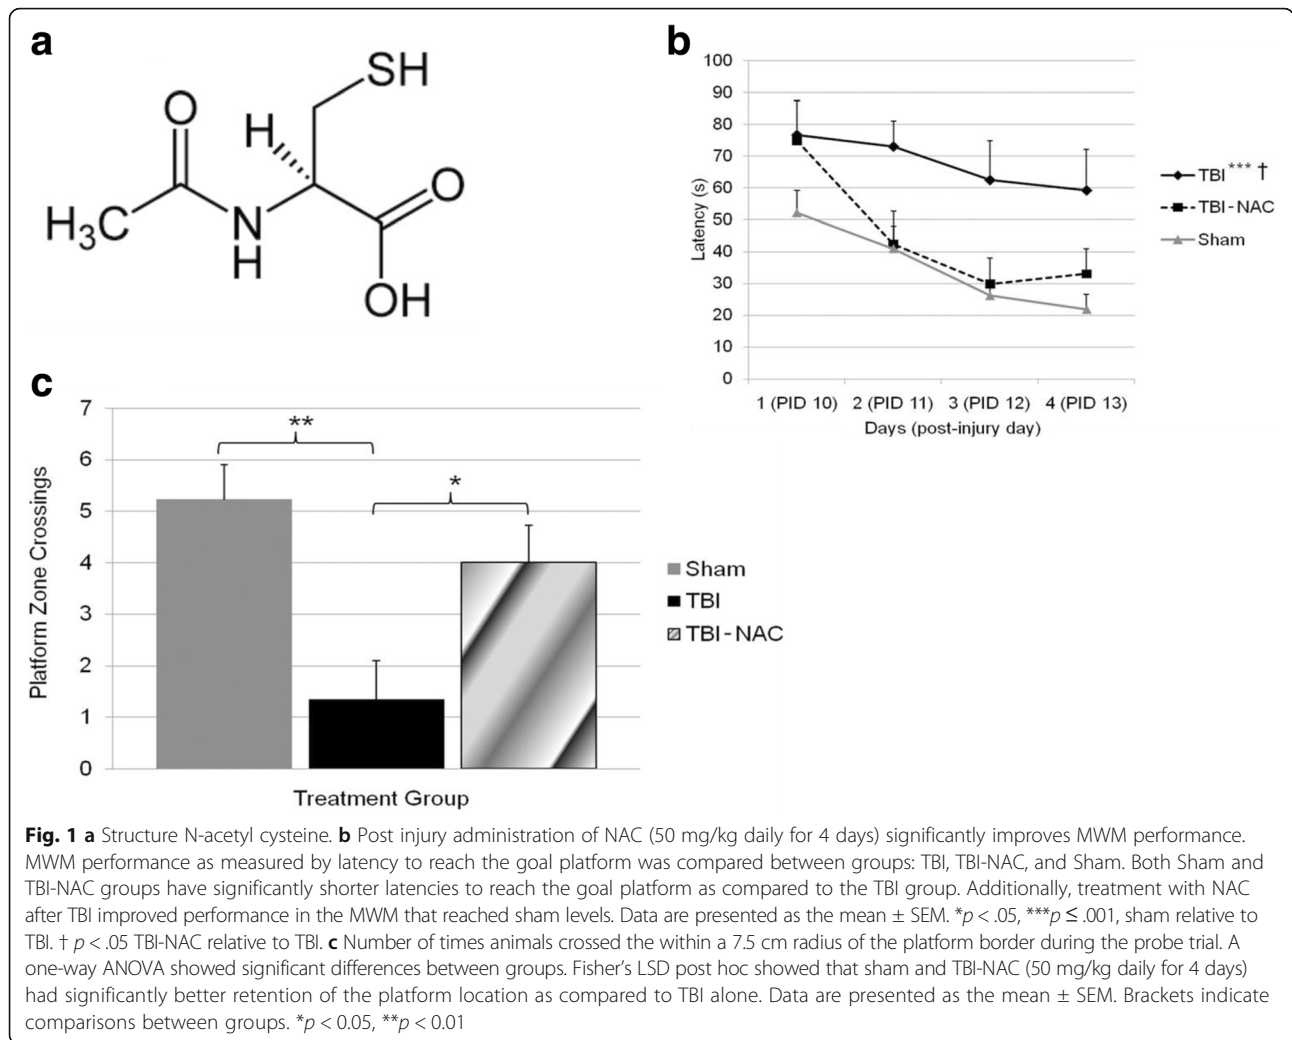 a
SH
O
H
H₃C
N
H
O
OH
b
100
90
80
70
60
50
40
30
20
10
0
Latency (s)
1 (PID 10) 2 (PID 11) 3 (PID 12) 4 (PID 13)
Days (post-injury day)
TBI *** †
TBI-NAC
Sham
c
7
6
5
4
3
2
1
0
Platform Zone Crossings
**
*
Treatment Group
Sham
TBI
TBI-NAC
Fig. 1 a Structure N-acetyl cysteine. b Post injury administration of NAC (50 mg/kg daily for 4 days) significantly improves MWM performance.
MWM performance as measured by latency to reach the goal platform was compared between groups: TBI, TBI-NAC, and Sham. Both Sham and
TBI-NAC groups have significantly shorter latencies to reach the goal platform as compared to the TBI group. Additionally, treatment with NAC
after TBI improved performance in the MWM that reached sham levels. Data are presented as the mean ± SEM. *p < .05, ***p ≤ .001, sham relative to
TBI. † p < .05 TBI-NAC relative to TBI. c Number of times animals crossed the within a 7.5 cm radius of the platform border during the probe trial. A
one-way ANOVA showed significant differences between groups. Fisher's LSD post hoc showed that sham and TBI-NAC (50 mg/kg daily for 4 days)
had significantly better retention of the platform location as compared to TBI alone. Data are presented as the mean ± SEM. Brackets indicate
comparisons between groups. *p < 0.05, **p < 0.01